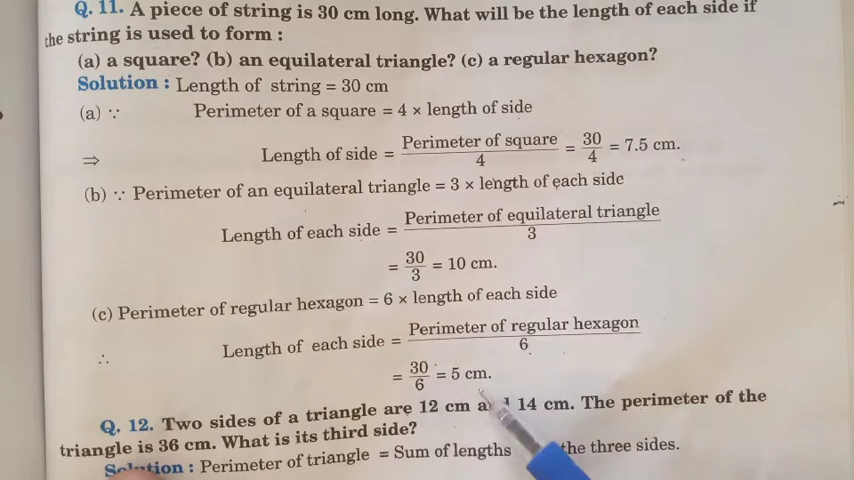 Q. 11. A piece of string is 30 cm long. What will be the length of each side if
the string is used to form :
(a) a square? (b) an equilateral triangle? (c) a regular hexagon?
Solution : Length of string = 30 cm
(a) ∵ Perimeter of a square = 4 × length of side
⇒ Length of side = Perimeter of square / 4 = 30/4 = 7.5 cm.
(b) ∵ Perimeter of an equilateral triangle = 3 × length of each side
Length of each side = Perimeter of equilateral triangle / 3
= 30/3 = 10 cm.
(c) Perimeter of regular hexagon = 6 × length of each side
∴ Length of each side = Perimeter of regular hexagon / 6
= 30/6 = 5 cm.
Q. 12. Two sides of a triangle are 12 cm 14 cm. The perimeter of the
triangle is 36 cm. What is its third side?
Solution : Perimeter of triangle = Sum of lengths the three sides.